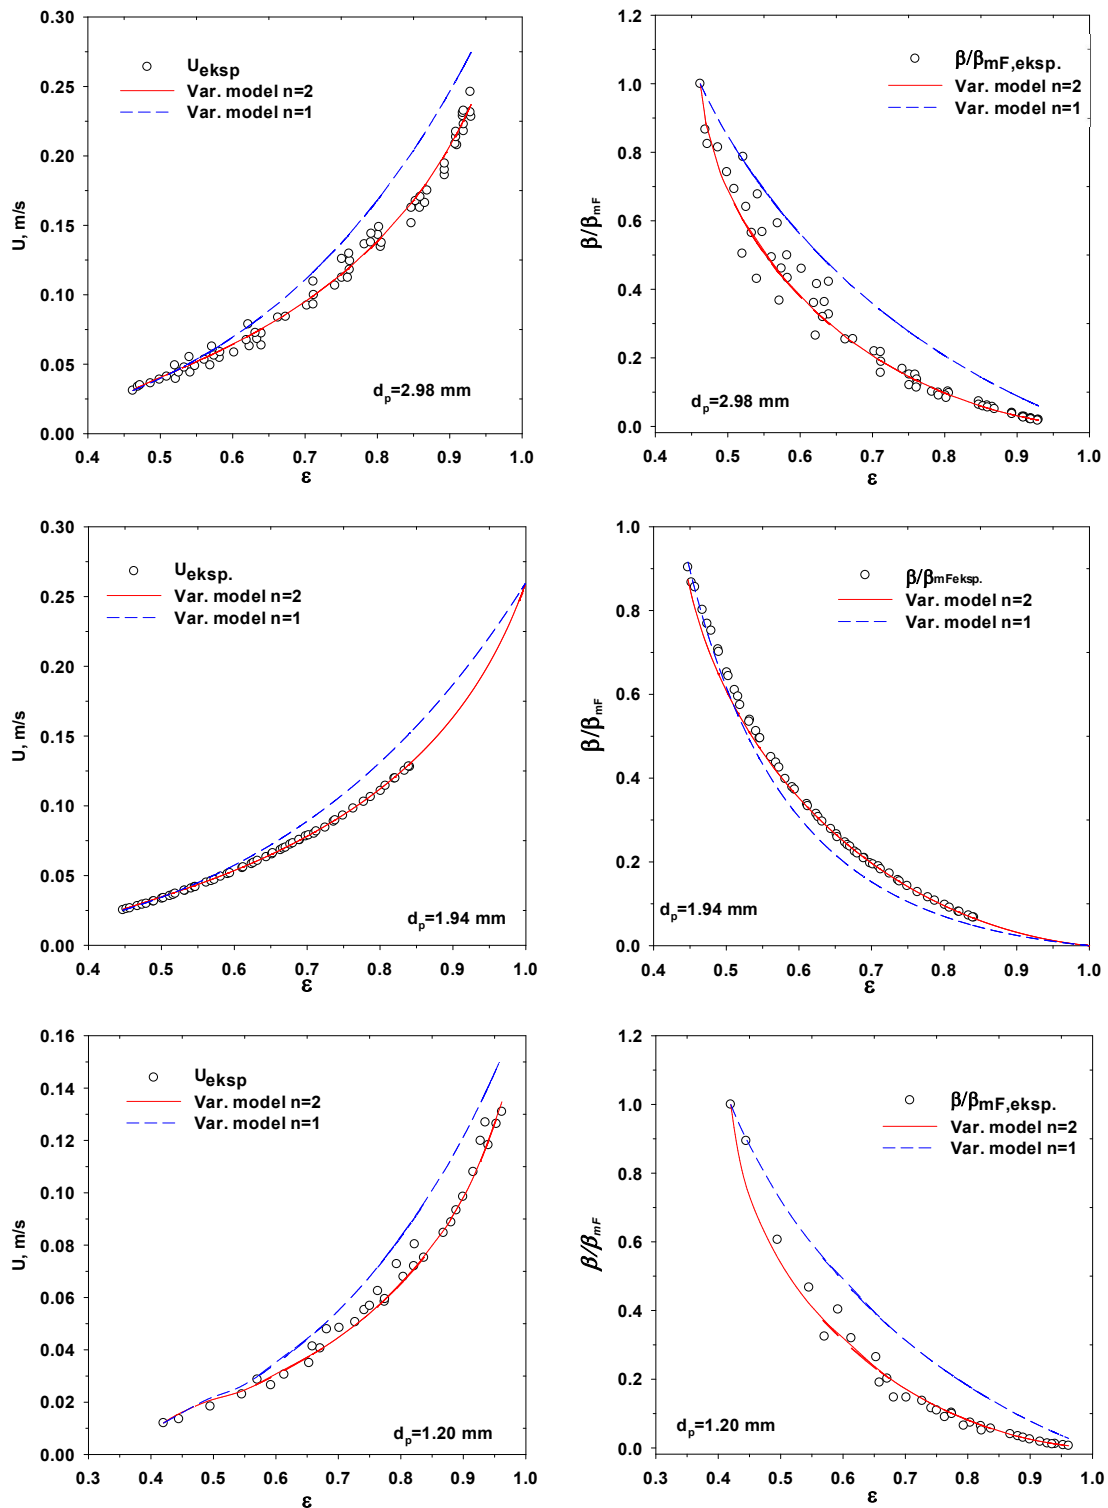 0.30
0.25
0.20
0.15
0.10
0.05
0.00
U, m/s
U eksp
Var. model n=2
Var. model n=1
dp=2.98 mm
0.4 0.5 0.6 0.7 0.8 0.9 1.0
ε
1.2
1.0
0.8
0.6
0.4
0.2
0.0
β/βmF
β/βmF,eksp.
Var. model n=2
Var. model n=1
dp=2.98 mm
0.4 0.5 0.6 0.7 0.8 0.9 1.0
ε
0.30
0.25
0.20
0.15
0.10
0.05
0.00
U, m/s
Ueksp.
Var. model n=2
Var. model n=1
dp=1.94 mm
0.4 0.5 0.6 0.7 0.8 0.9 1.0
ε
1.0
0.8
0.6
0.4
0.2
0.0
β/βmF
β/βmFeksp.
Var. model n=2
Var. model n=1
dp=1.94 mm
0.4 0.5 0.6 0.7 0.8 0.9 1.0
ε
0.16
0.14
0.12
0.10
0.08
0.06
0.04
0.02
0.00
U, m/s
Ueksp
Var. model n=2
Var. model n=1
dp=1.20 mm
0.3 0.4 0.5 0.6 0.7 0.8 0.9 1.0
ε
1.2
1.0
0.8
0.6
0.4
0.2
0.0
β/βmF
β/βmF,eksp.
Var. model n=2
Var. model n=1
dp=1.20 mm
0.3 0.4 0.5 0.6 0.7 0.8 0.9 1.0
ε